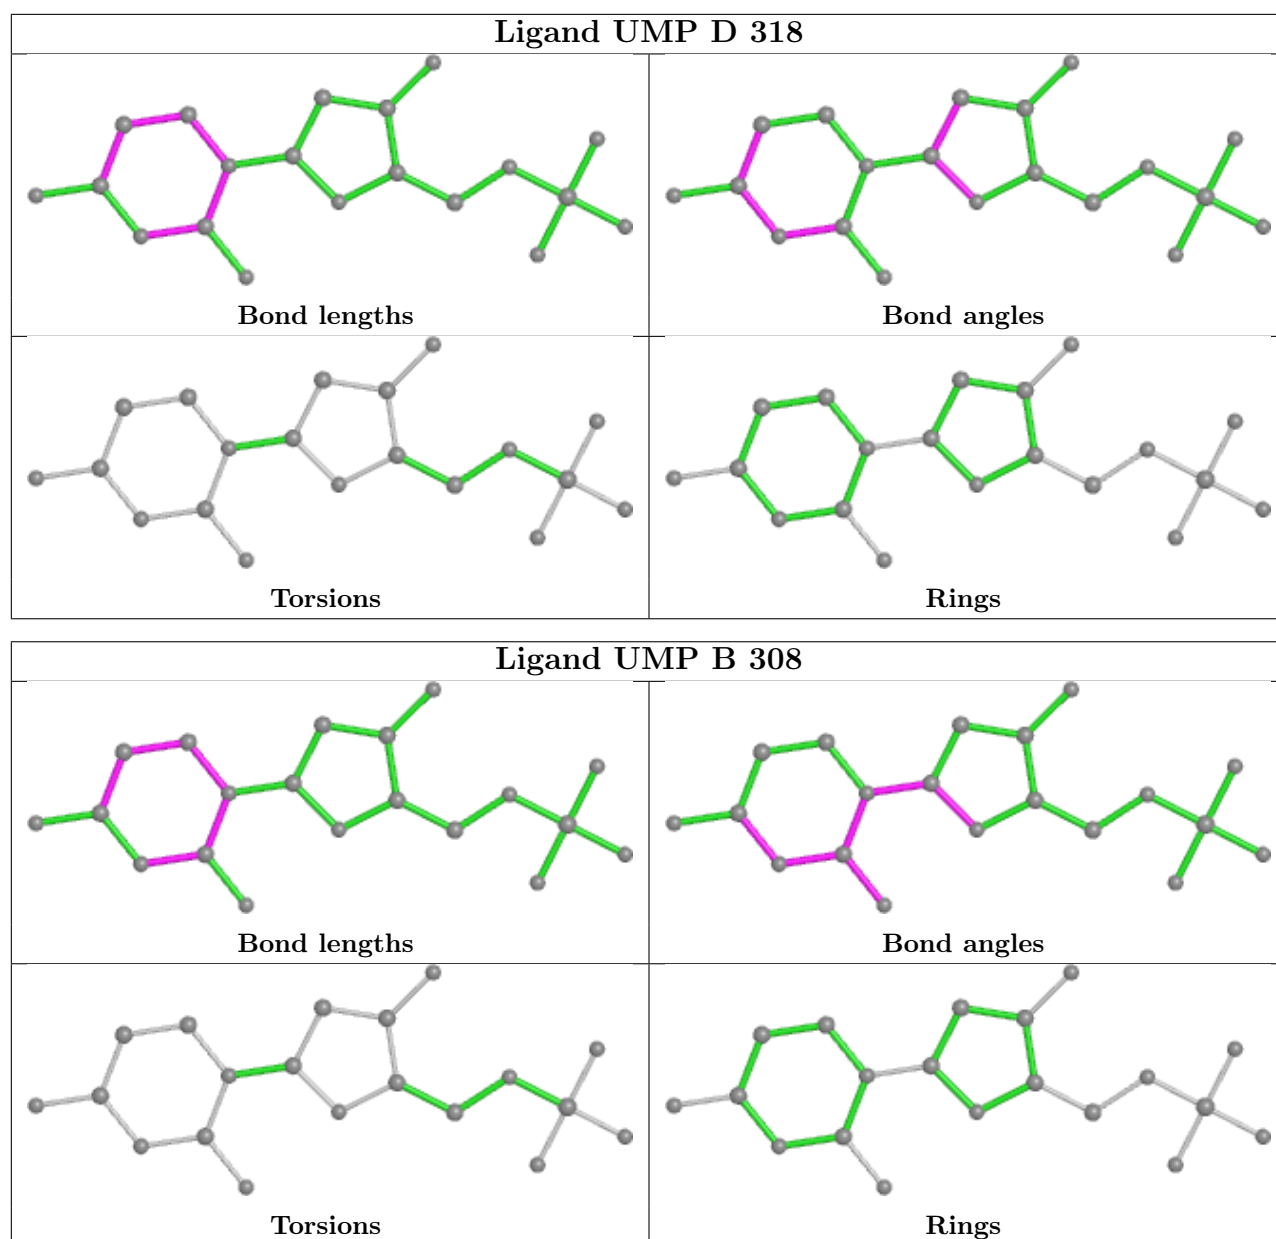 Ligand UMP D 318
Bond lengths
Bond angles
Torsions
Rings
Ligand UMP B 308
Bond lengths
Bond angles
Torsions
Rings